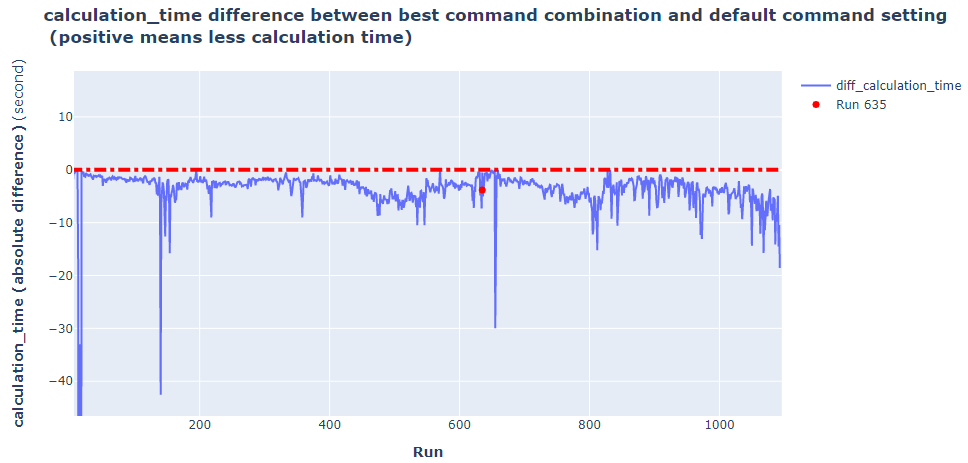 calculation_time difference between best command combination and default command setting
(positive means less calculation time)
calculation_time ( absolute difference ) (second)
10
0
−10
−20
−30
−40
200
400
600
800
1000
Run
diff_calculation_time
Run 635